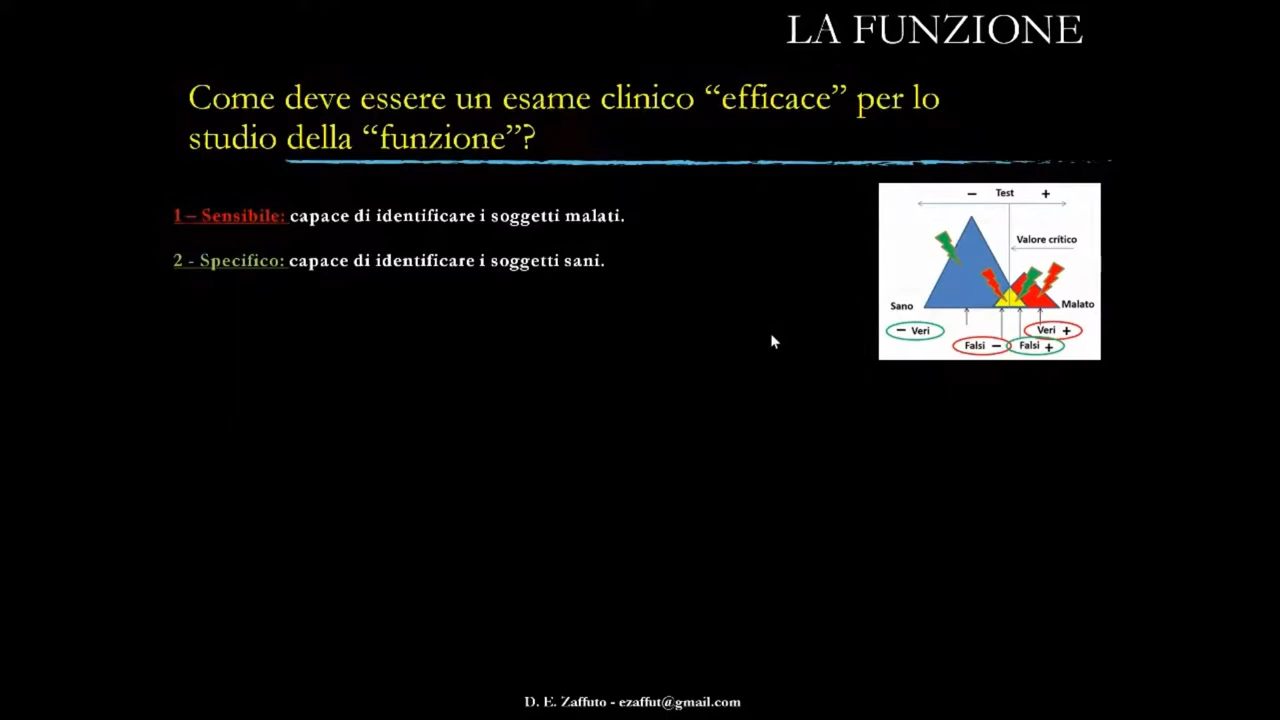 LA FUNZIONE
Come deve essere un esame clinico “efficace” per lo
studio della “funzione”?
1 – Sensibile: capace di identificare i soggetti malati.
2 - Specifico: capace di identificare i soggetti sani.
− Test +
Valore crítico
Sano
Malato
− Veri
Veri +
Falsi −
Falsi +
D. E. Zaffuto - ezaffut@gmail.com